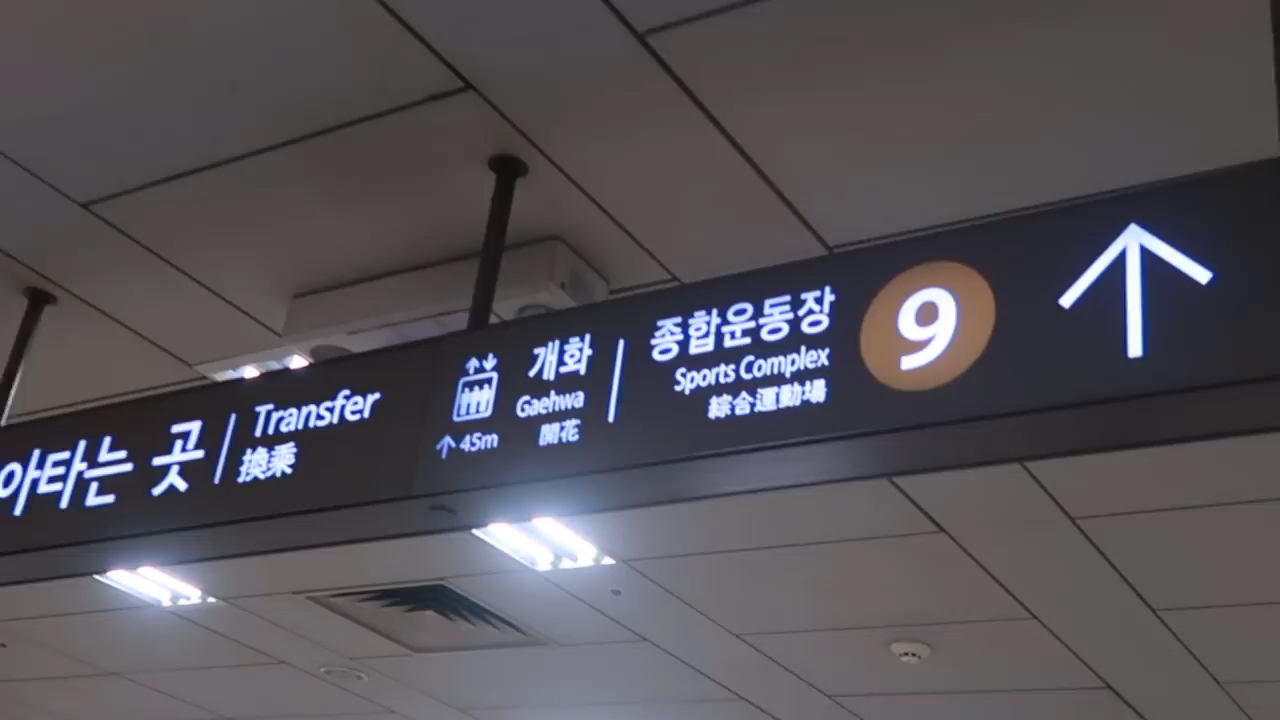 아타는 곳
Transfer
換乘
↑ 45m
개화
Gaehwa
開花
종합운동장
Sports Complex
綜合運動場
9